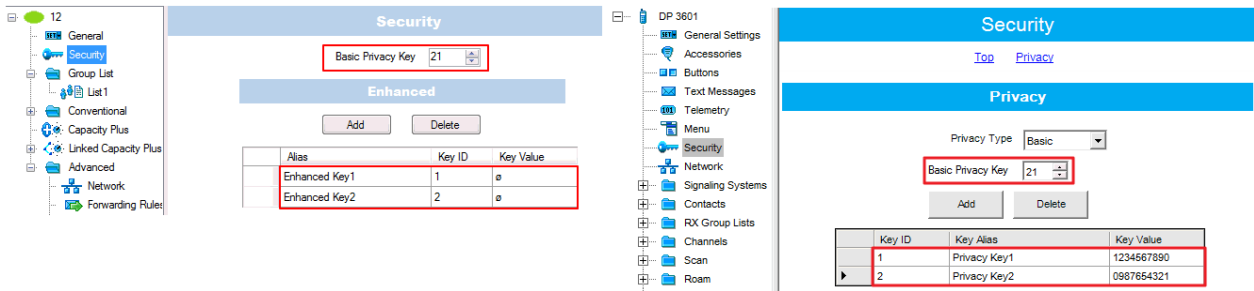 12
General
Security
Group List
List1
Conventional
Capacity Plus
Linked Capacity Plus
Advanced
Network
Forwarding Rules
Security
Basic Privacy Key 21
Enhanced
Add Delete
Alias Key ID Key Value
Enhanced Key1 1 ø
Enhanced Key2 2 ø
DP 3601
General Settings
Accessories
Buttons
Text Messages
Telemetry
Menu
Security
Network
Signaling Systems
Contacts
RX Group Lists
Channels
Scan
Roam
Security
Top Privacy
Privacy
Privacy Type Basic
Basic Privacy Key 21
Add Delete
Key ID Key Alias Key Value
1 Privacy Key1 1234567890
2 Privacy Key2 0987654321